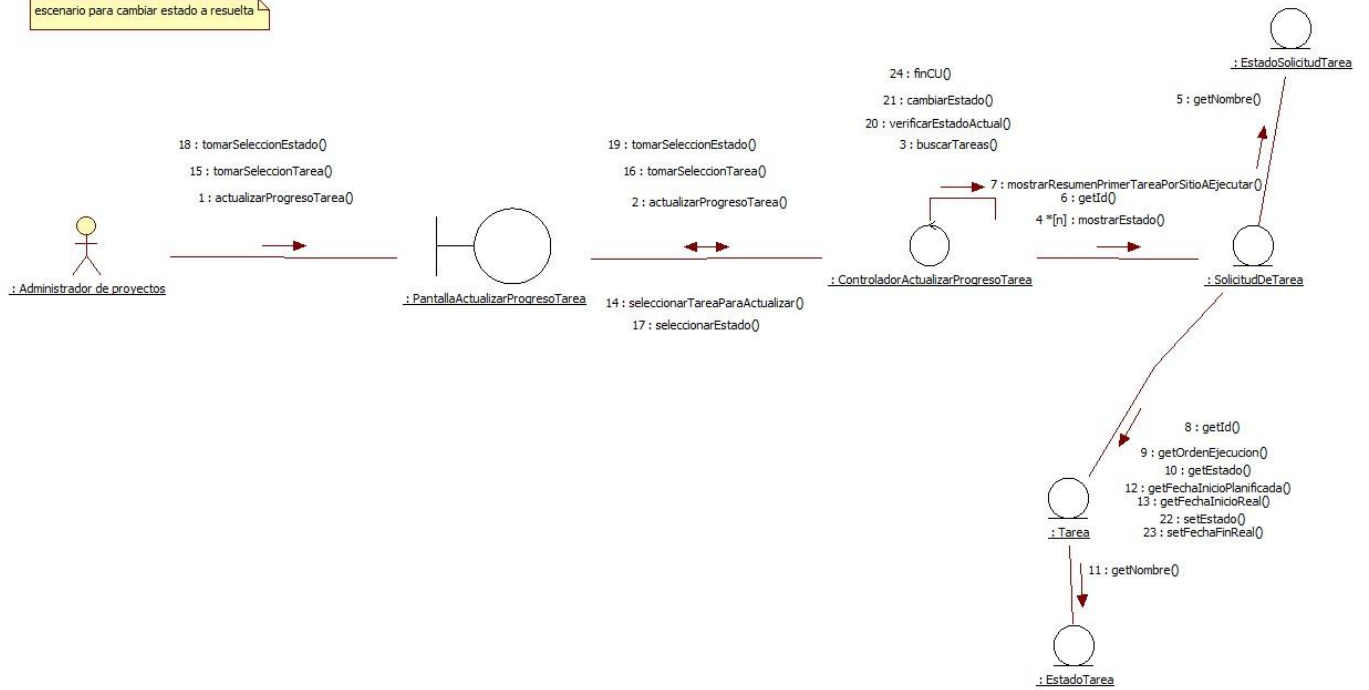 escenario para cambiar estado a resuelta
: EstadoSolicitudTarea
24 : finCU()
21 : cambiarEstado()
20 : verificarEstadoActual()
3 : buscarTareas()
5 : getNombre()
18 : tomarSeleccionEstado()
15 : tomarSeleccionTarea()
1 : actualizarProgresoTarea()
19 : tomarSeleccionEstado()
16 : tomarSeleccionTarea()
2 : actualizarProgresoTarea()
7 : mostrarResumenPrimerTareaPorSitioAEjecutar()
6 : getId()
4 *[n] : mostrarEstado()
: Administrador de proyectos
: PantallaActualizarProgresoTarea
: ControladorActualizarProgresoTarea
: SolicitudDeTarea
14 : seleccionarTareaParaActualizar()
17 : seleccionarEstado()
8 : getId()
9 : getOrdenEjecucion()
10 : getEstado()
12 : getFechaInicioPlanificada()
13 : getFechaInicioReal()
22 : setEstado()
23 : setFechaFinReal()
: Tarea
11 : getNombre()
: EstadoTarea